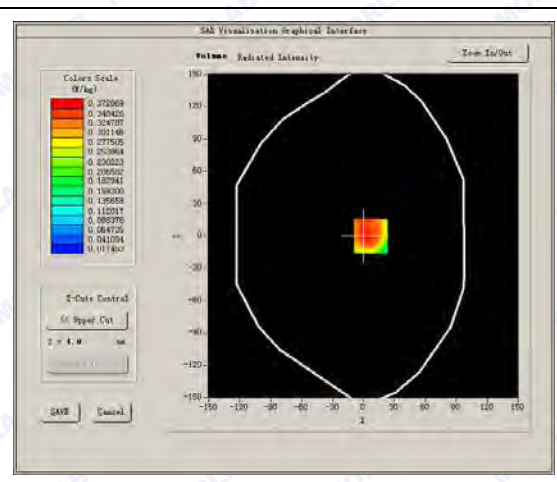 SAR Visualisation Graphical Interface
Volume Radiated Intensity
Zoom In/Out
Colors Scale
(W/kg)
0.372069
0.348426
0.324787
0.301146
0.277505
0.253864
0.230223
0.206582
0.182941
0.159300
0.135659
0.112017
0.088376
0.064735
0.041094
0.017453
150
120
90
60
30
0
-30
-60
-90
-120
-150
-150 -120 -90 -60 -30 0 30 60 90 120 150
X
Z-Cuts Control
<< Upper Cut
Z = 4.0 mm
SAVE Cancel